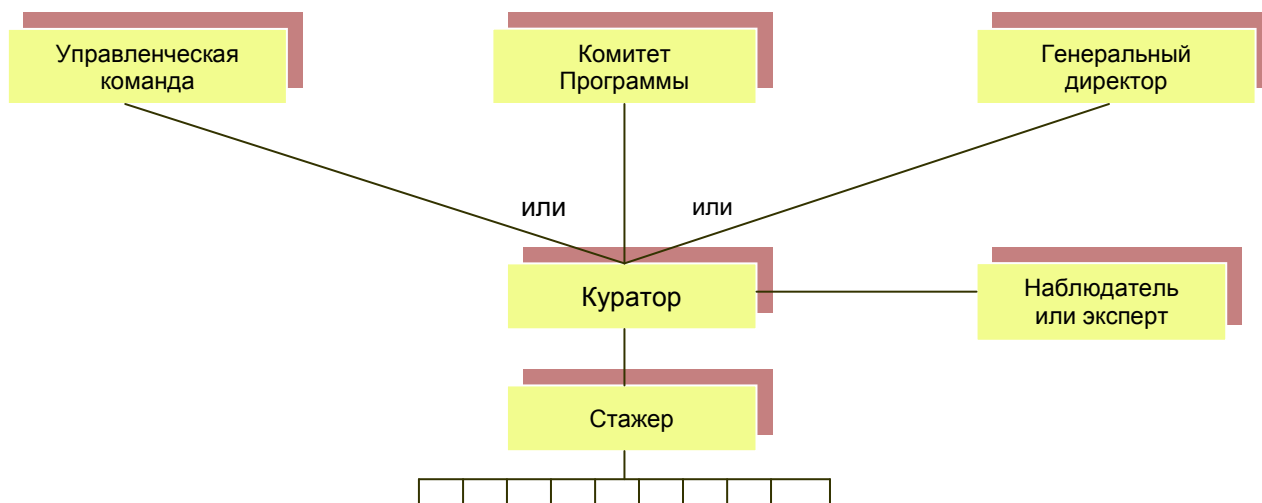 Управленческая
команда
Комитет
Программы
Генеральный
директор
или
или
Куратор
Наблюдатель
или эксперт
Стажер